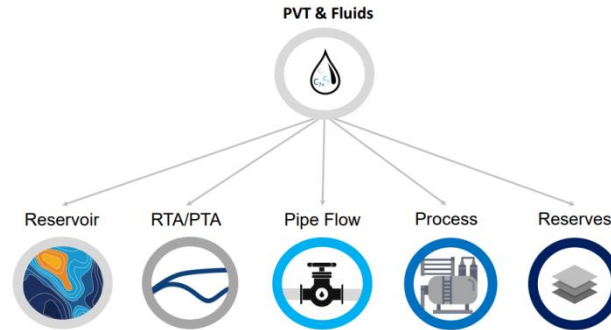 PVT & Fluids
Reservoir
RTA/PTA
Pipe Flow
Process
Reserves